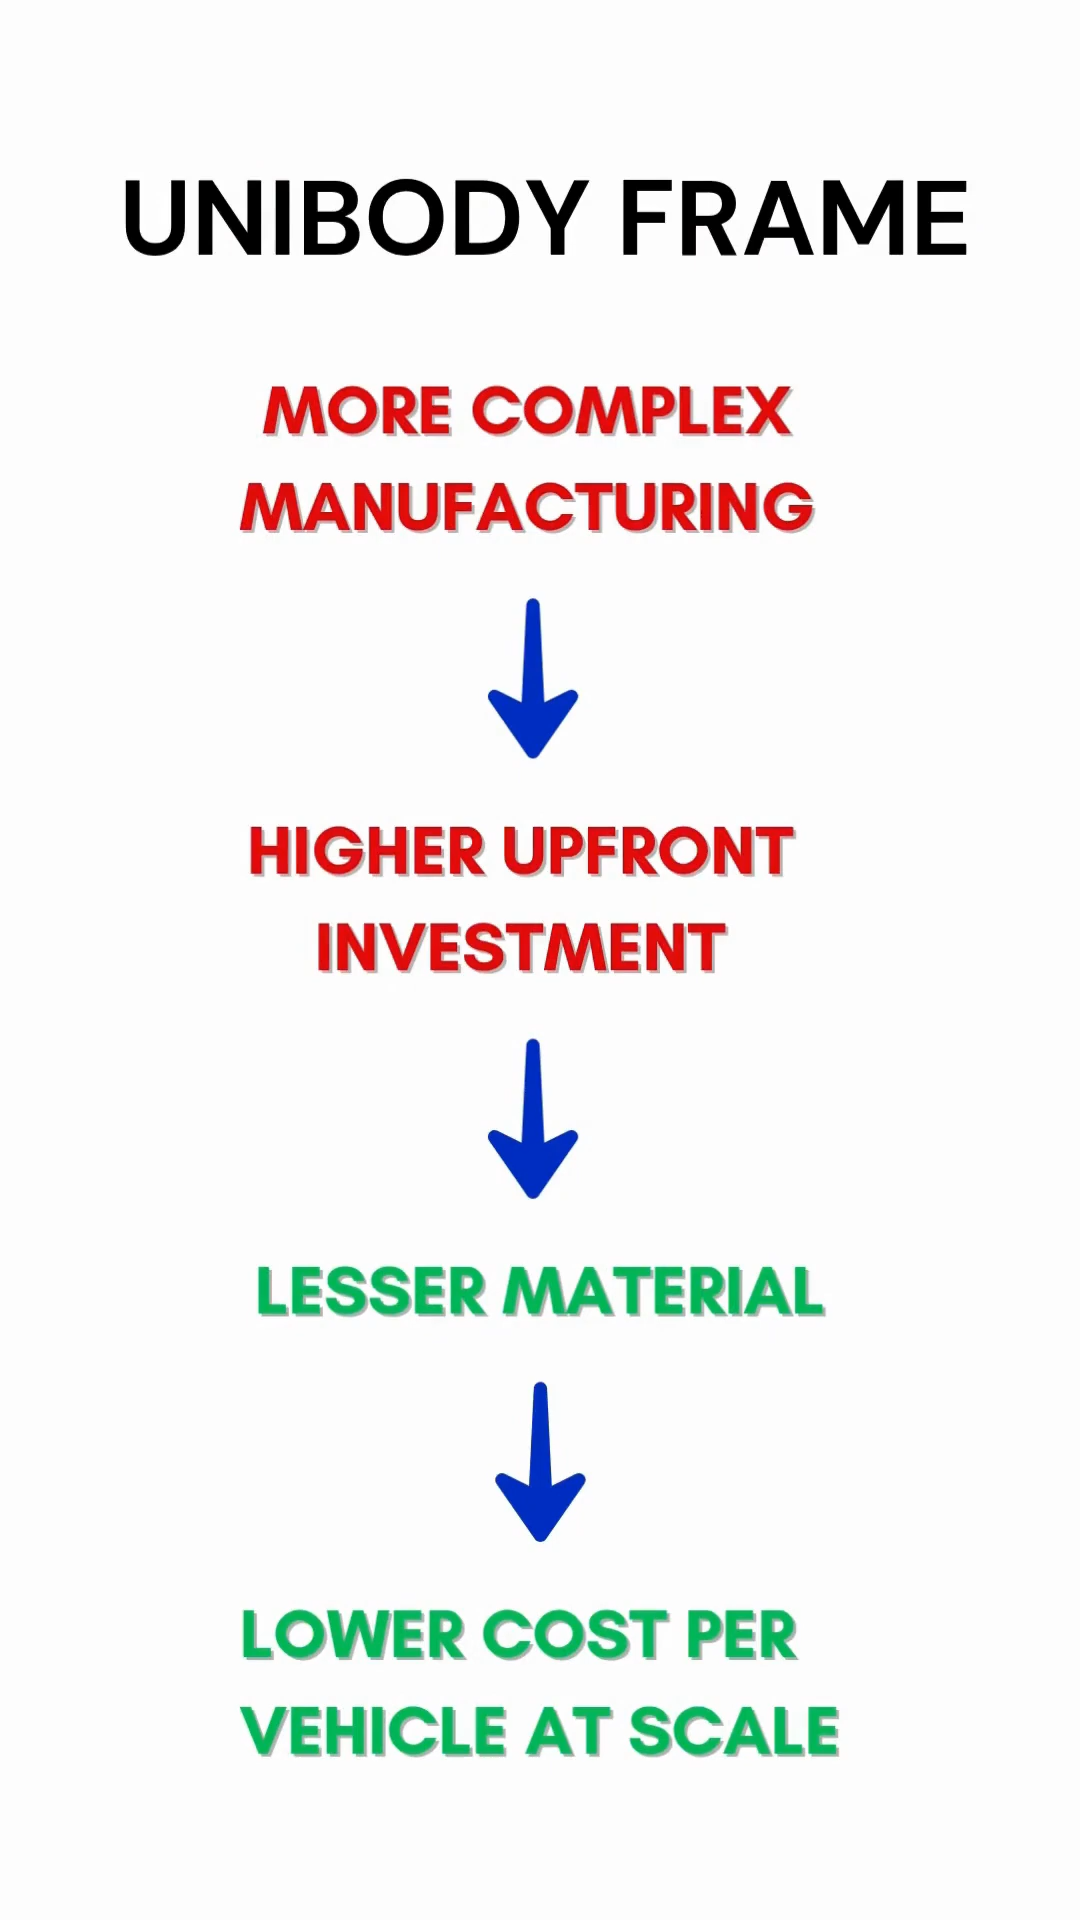 UNIBODY FRAME
MORE COMPLEX
MANUFACTURING
HIGHER UPFRONT
INVESTMENT
LESSER MATERIAL
LOWER COST PER
VEHICLE AT SCALE